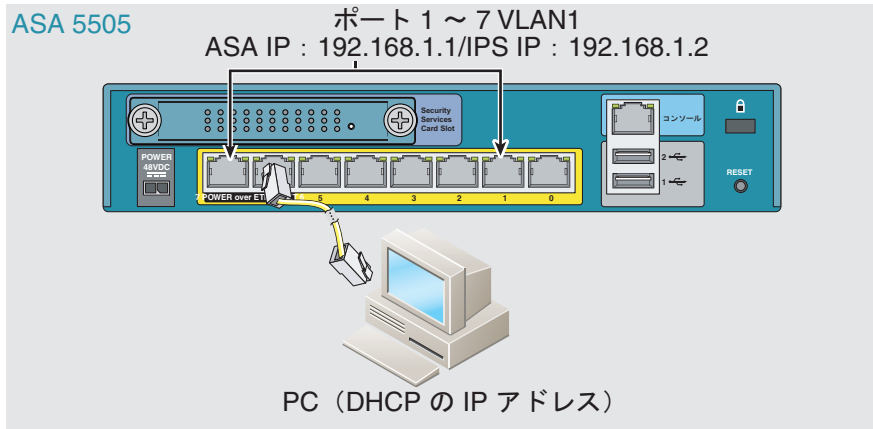 ASA 5505
ポート 1 ～ 7 VLAN1
ASA IP：192.168.1.1/IPS IP：192.168.1.2
Security
Services
Card Slot
コンソール
POWER
48VDC
2
1
RESET
7 POWER over ET
5
4
3
2
1
0
PC（DHCP の IP アドレス）